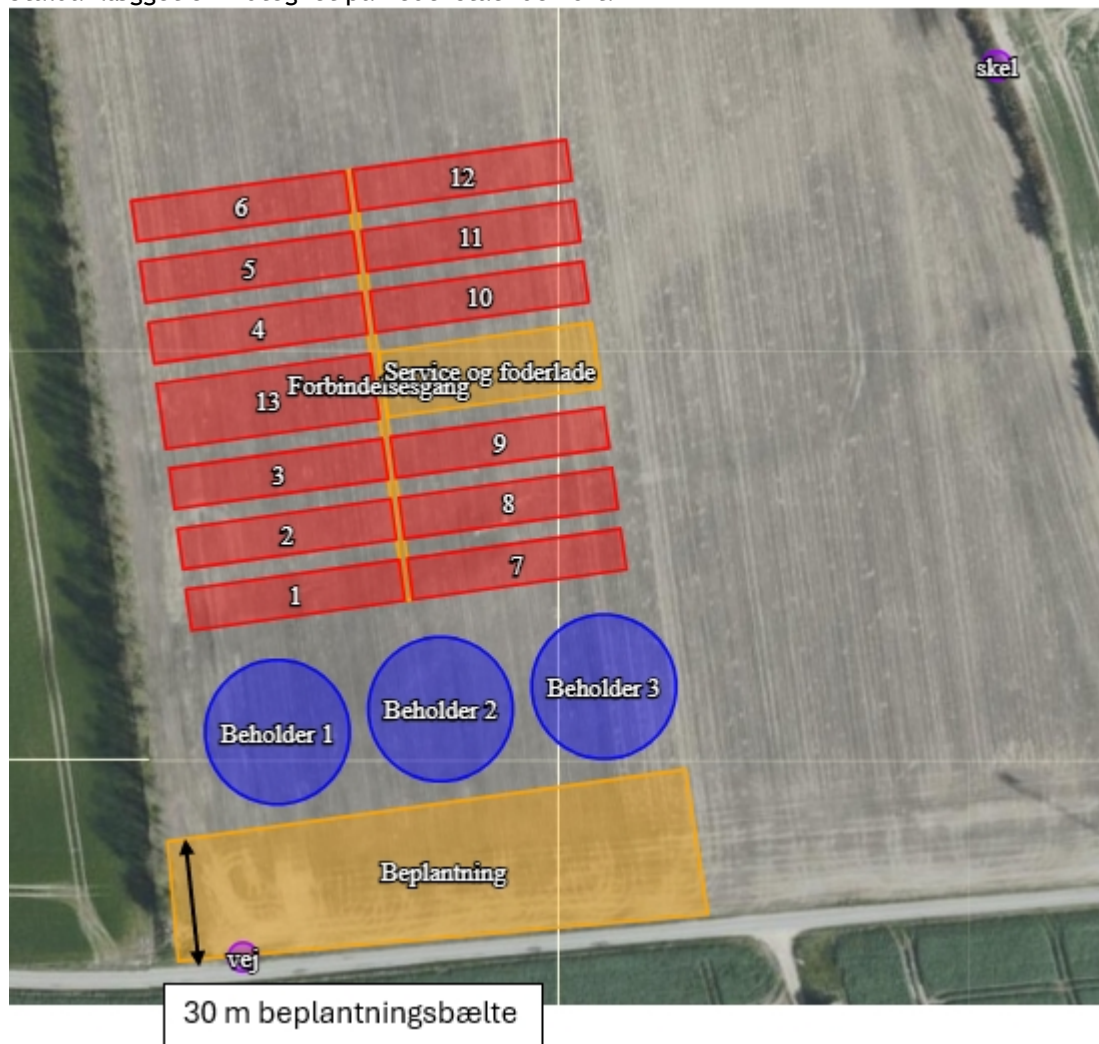 skel
12
6
11
5
10
4
Service og foderlade
Forbindelsesgang
13
9
3
8
2
7
1
Beholder 3
Beholder 2
Beholder 1
Beplantning
vej
30 m beplantningsbælte